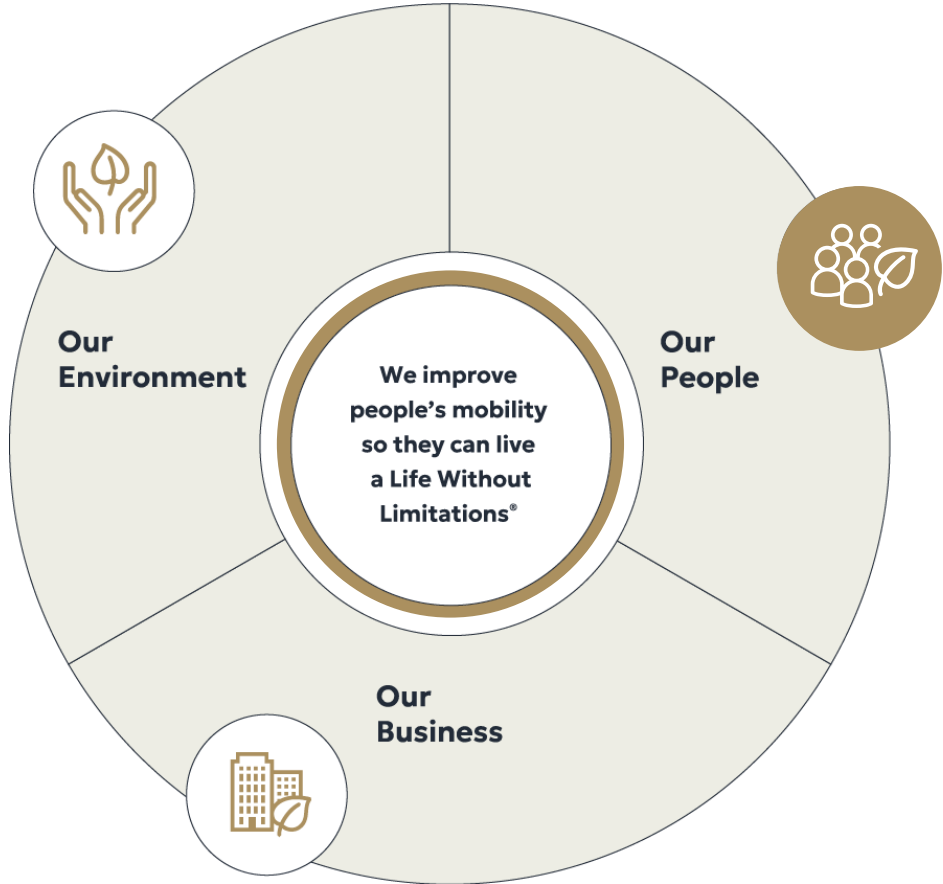 Our
Environment
Our
People
We improve
people’s mobility
so they can live
a Life Without
Limitations®
Our
Business